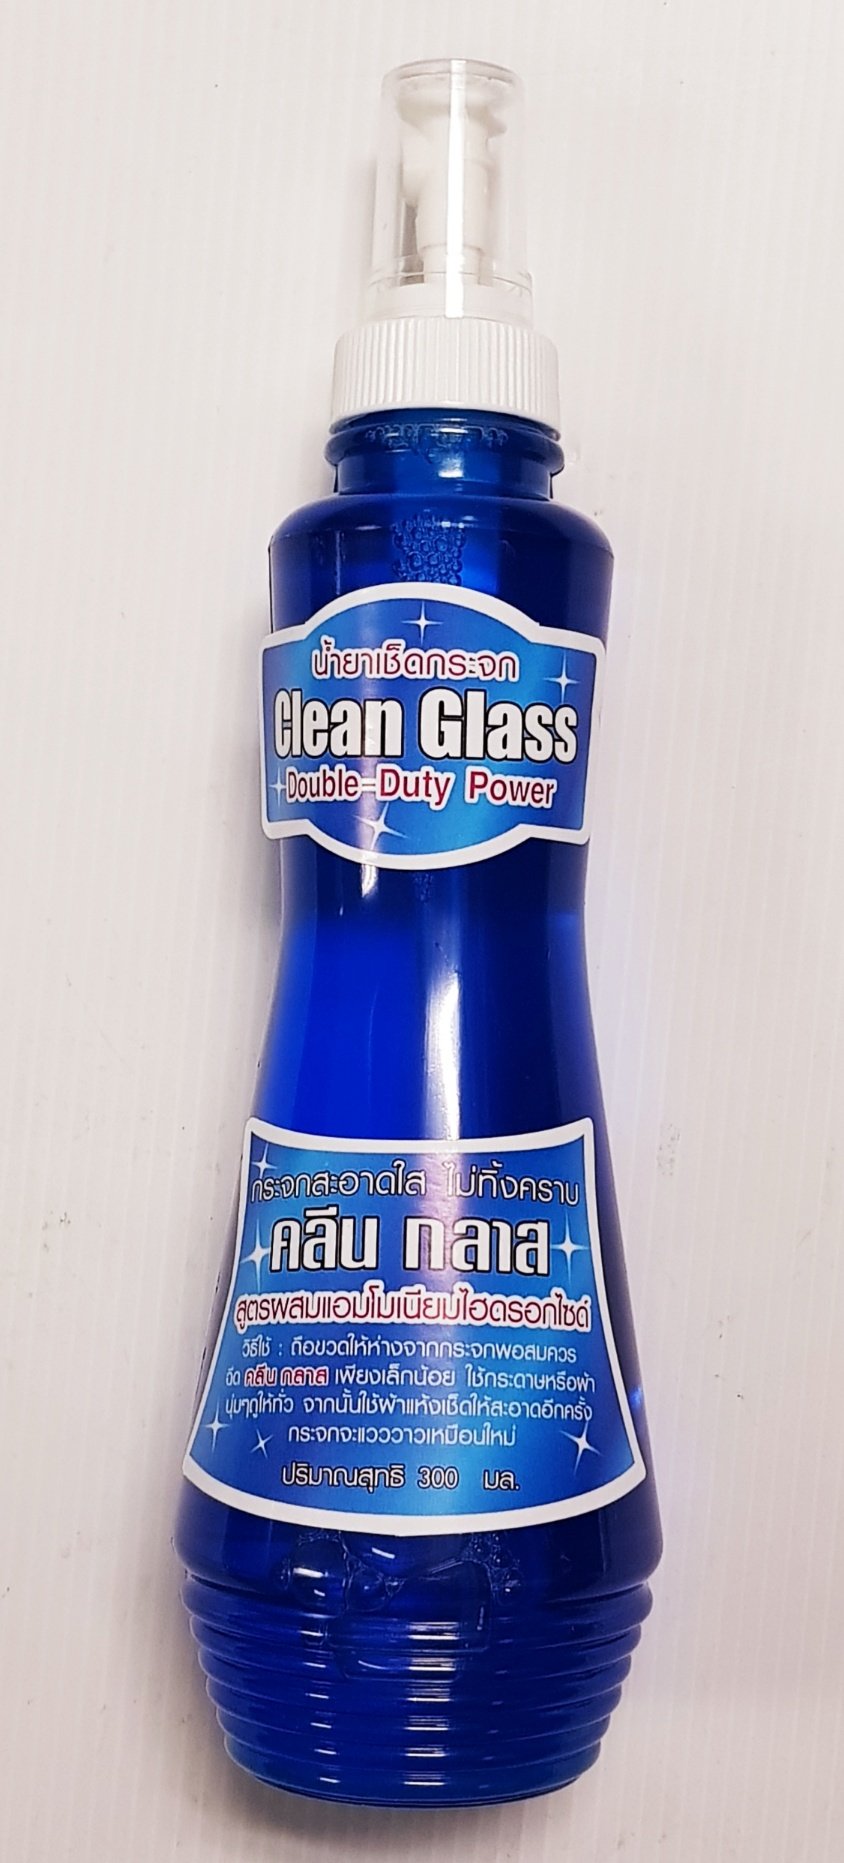 น้ำยาเช็ดกระจก
Clean Glass
Double-Duty Power
กระจกสะอาดใส ไม่ทิ้งคราบ
คลีน กลาส
สูตรผสมแอมโมเนียมไฮดรอกไซด์
วิธีใช้ : ถือขวดให้ห่างจากกระจกพอสมควร
ฉีด คลีน กลาส เพียงเล็กน้อย ใช้กระดาษหรือผ้า
นุ่มๆถูให้ทั่ว จากนั้นใช้ผ้าแห้งเช็ดให้สะอาดอีกครั้ง
กระจกจะแวววาวเหมือนใหม่
ปริมาณสุทธิ 300 มล.